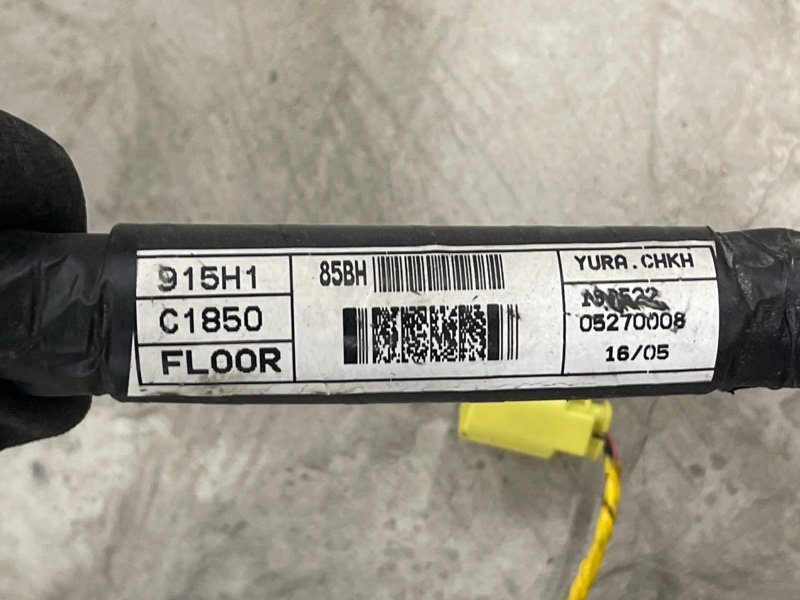 915H1
C1850
FLOOR
85BH
YURA.CHKH
05270008
16/05